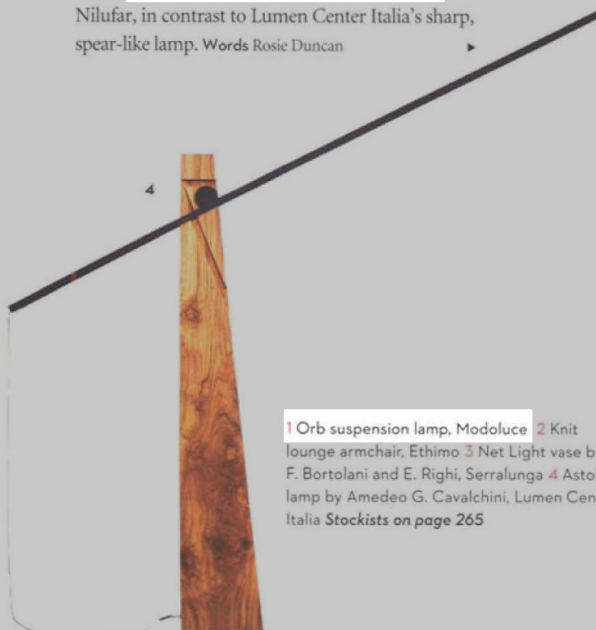 Nilufar, in contrast to Lumen Center Italia's sharp,
spear-like lamp. Words Rosie Duncan
4
1 Orb suspension lamp, Modoluce 2 Knit
lounge armchair, Ethimo 3 Net Light vase
F. Bortolani and E. Righi, Serralunga 4
lamp by Amedeo G. Cavalchini, Lumen
Italia Stockists on page 265